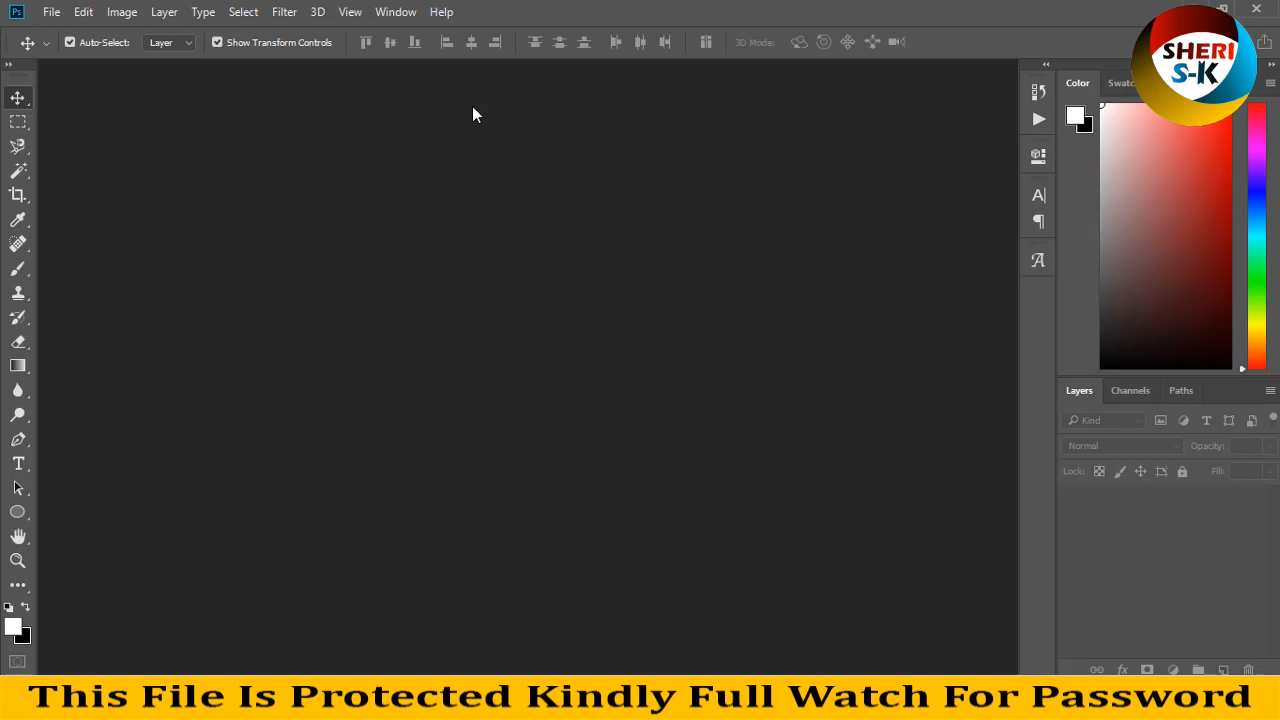 Ps File Edit Image Layer Type Select Filter 3D View Window Help
Auto-Select: Layer Show Transform Controls 3D Mode:
SHERI
S-K
Color Swatc
Layers Channels Paths
Kind
Normal Opacity:
Lock: Fill:
fx
This File Is Protected Kindly Full Watch For Password